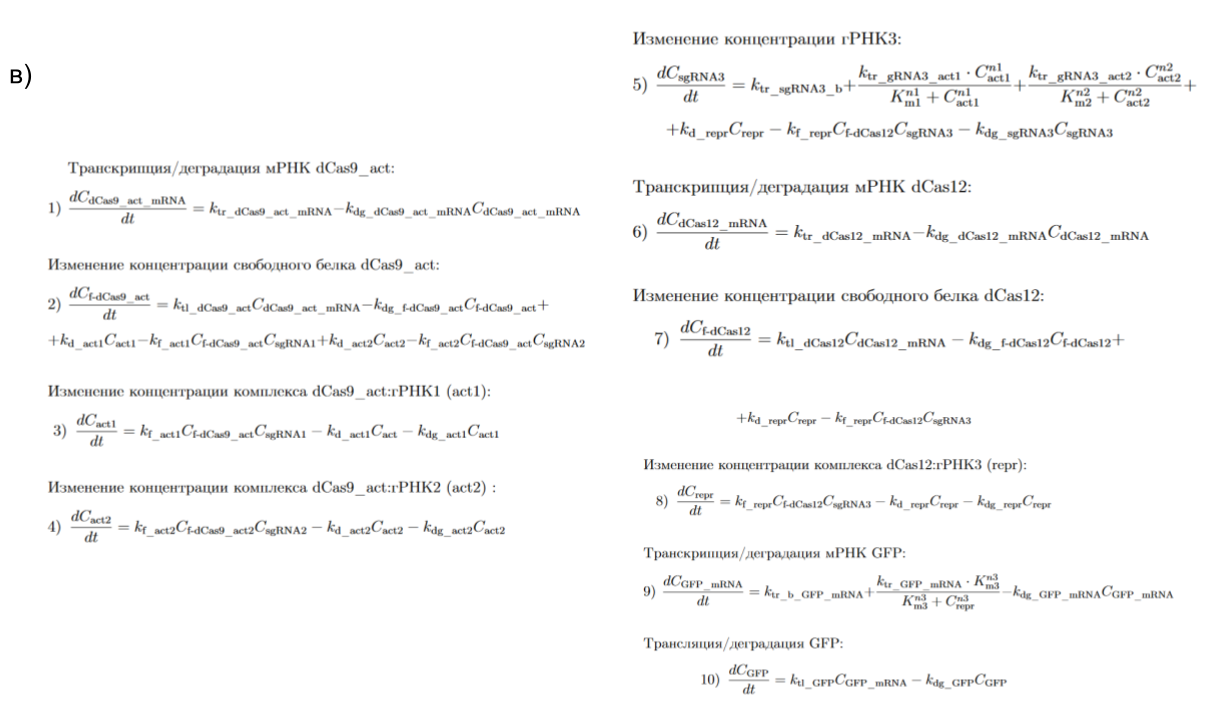 в)
Транскрипция/деградация мРНК dCas9_act:
1) dC_dCas9_act_mRNA/dt = k_tr_dCas9_act_mRNA − k_dg_dCas9_act_mRNA C_dCas9_act_mRNA
Изменение концентрации свободного белка dCas9_act:
2) dC_f-dCas9_act/dt = k_tl_dCas9_act C_dCas9_act_mRNA − k_dg_f-dCas9_act C_f-dCas9_act +
+k_d_act1 C_act1 − k_f_act1 C_f-dCas9_act C_sgRNA1 + k_d_act2 C_act2 − k_f_act2 C_f-dCas9_act C_sgRNA2
Изменение концентрации комплекса dCas9_act:гРНК1 (act1):
3) dC_act1/dt = k_f_act1 C_f-dCas9_act C_sgRNA1 − k_d_act1 C_act − k_dg_act1 C_act1
Изменение концентрации комплекса dCas9_act:гРНК2 (act2) :
4) dC_act2/dt = k_f_act2 C_f-dCas9_act2 C_sgRNA2 − k_d_act2 C_act2 − k_dg_act2 C_act2
Изменение концентрации гРНК3:
5) dC_sgRNA3/dt = k_tr_sgRNA3_b + (k_tr_gRNA3_act1 · C_act1^n1)/(K_m1^n1 + C_act1^n1) + (k_tr_gRNA3_act2 · C_act2^n2)/(K_m2^n2 + C_act2^n2) +
+k_d_repr C_repr − k_f_repr C_f-dCas12 C_sgRNA3 − k_dg_sgRNA3 C_sgRNA3
Транскрипция/деградация мРНК dCas12:
6) dC_dCas12_mRNA/dt = k_tr_dCas12_mRNA − k_dg_dCas12_mRNA C_dCas12_mRNA
Изменение концентрации свободного белка dCas12:
7) dC_f-dCas12/dt = k_tl_dCas12 C_dCas12_mRNA − k_dg_f-dCas12 C_f-dCas12 +
+k_d_repr C_repr − k_f_repr C_f-dCas12 C_sgRNA3
Изменение концентрации комплекса dCas12:гРНК3 (repr):
8) dC_repr/dt = k_f_repr C_f-dCas12 C_sgRNA3 − k_d_repr C_repr − k_dg_repr C_repr
Транскрипция/деградация мРНК GFP:
9) dC_GFP_mRNA/dt = k_tr_b_GFP_mRNA + (k_tr_GFP_mRNA · K_m3^n3)/(K_m3^n3 + C_repr^n3) − k_dg_GFP_mRNA C_GFP_mRNA
Трансляция/деградация GFP:
10) dC_GFP/dt = k_tl_GFP C_GFP_mRNA − k_dg_GFP C_GFP